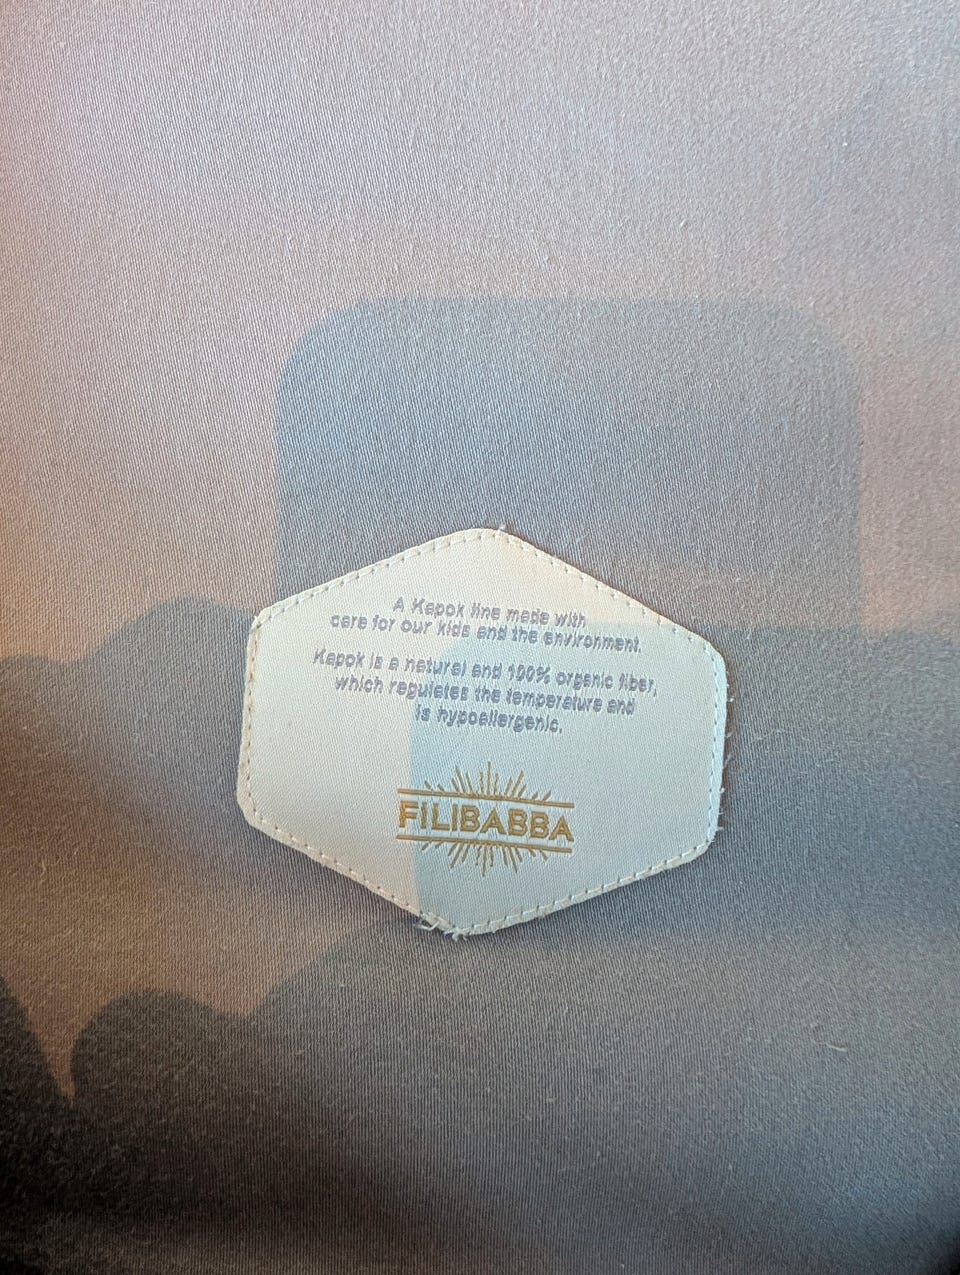 A Kapok line made with
care for our kids and the environment.
Kapok is a natural and 100% organic fiber,
which regulates the temperature and
is hypoallergenic.
FILIBABBA